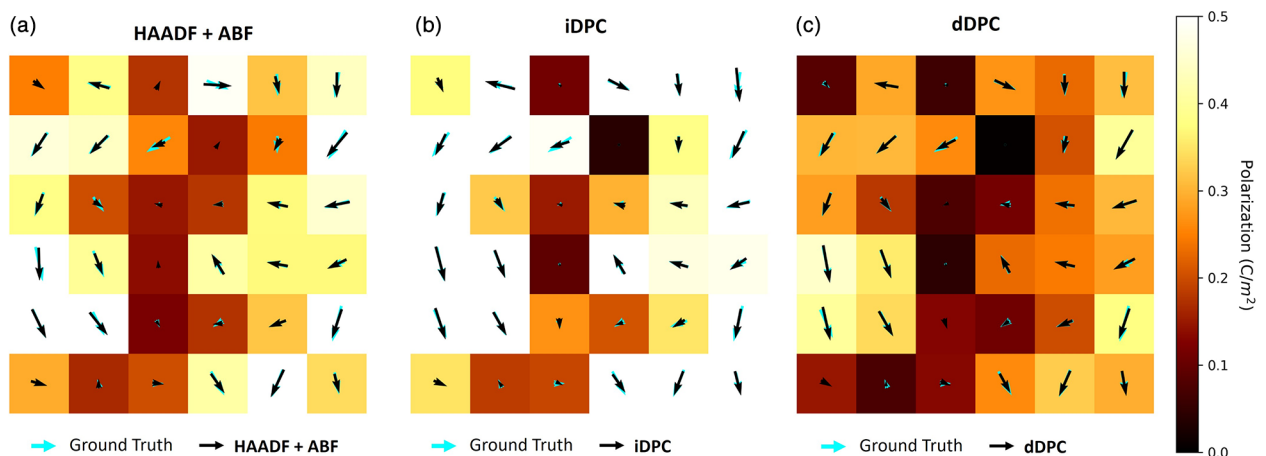 (a)
HAADF + ABF
(b)
iDPC
(c)
dDPC
0.5
0.4
0.3
0.2
0.1
0.0
Polarization (C/m²)
Ground Truth HAADF + ABF
Ground Truth iDPC
Ground Truth dDPC